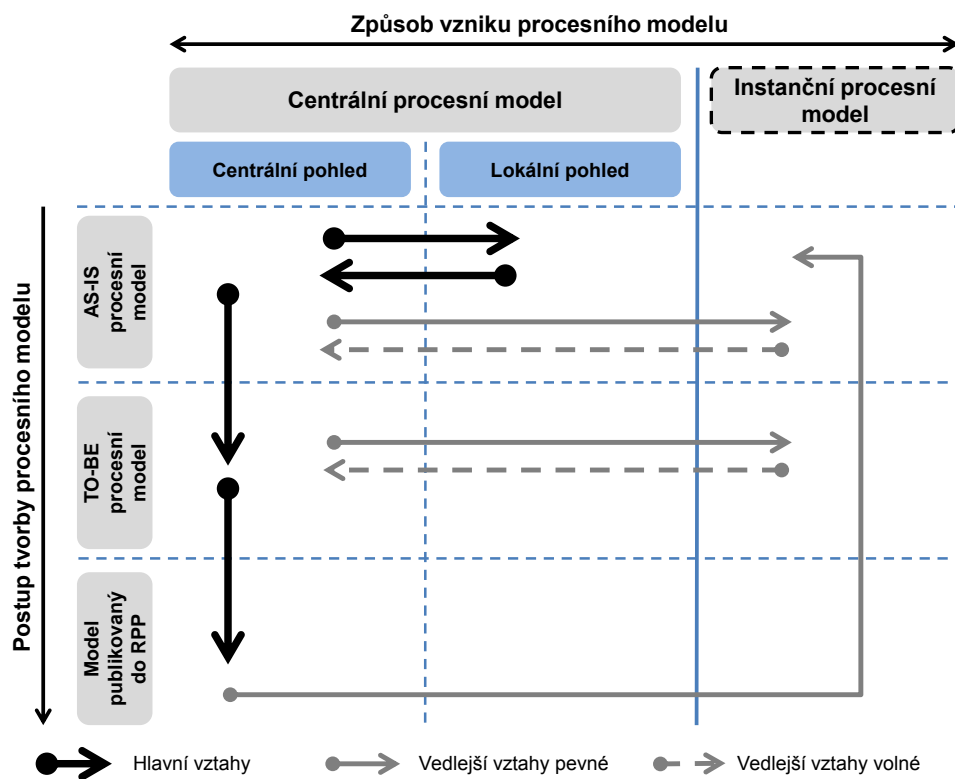 Způsob vzniku procesního modelu
Centrální procesní model
Instanční procesní
model
Centrální pohled
Lokální pohled
Postup tvorby procesního modelu
AS-IS
procesní
model
TO-BE
procesní
model
Model
publikovaný
do RPP
Hlavní vztahy
Vedlejší vztahy pevné
Vedlejší vztahy volné